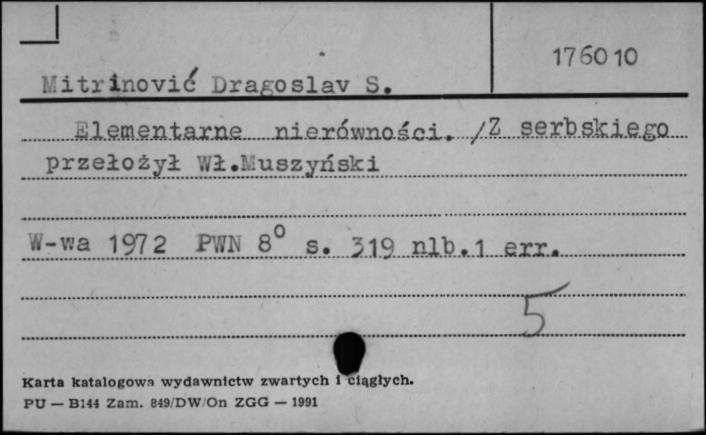 176010
Mitrinović Dragoslav S.
Elementarne nierówności. /Z serbskiego
przełożył Wł.Muszyński
W-wa 1972 PWN 8° s. 319 nlb.1 err.
5
Karta katalogowa wydawnictw zwartych i ciągłych.
PU — B144 Zam. 849/DW/On ZGG — 1991